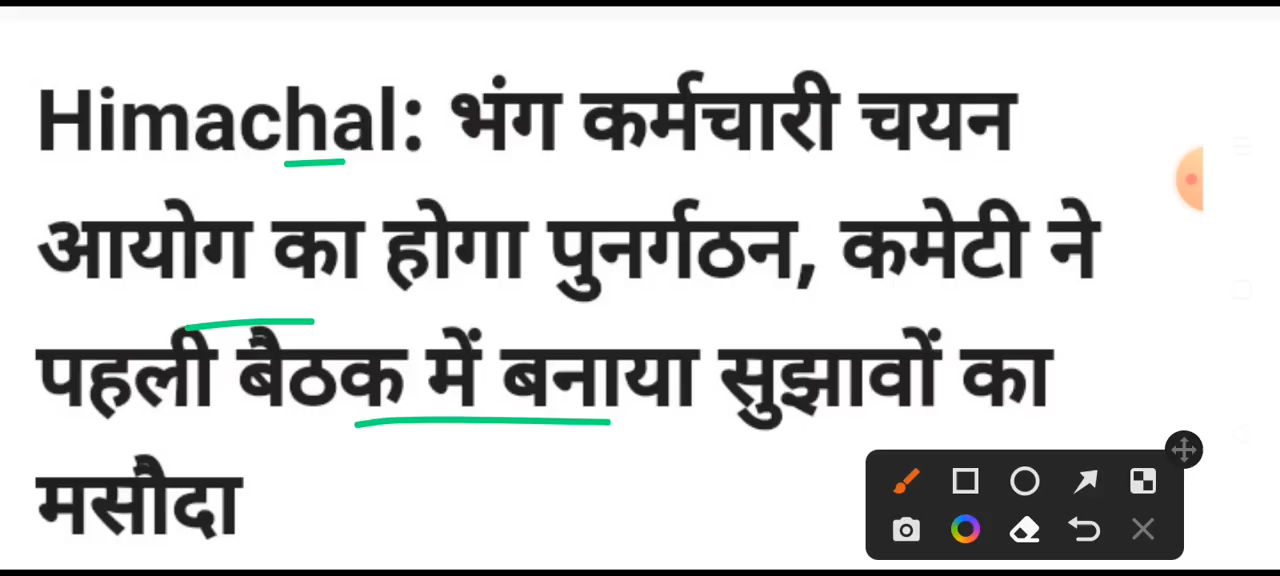 Himachal: भंग कर्मचारी चयन
आयोग का होगा पुनर्गठन, कमेटी ने
पहली बैठक में बनाया सुझावों का
मसौदा